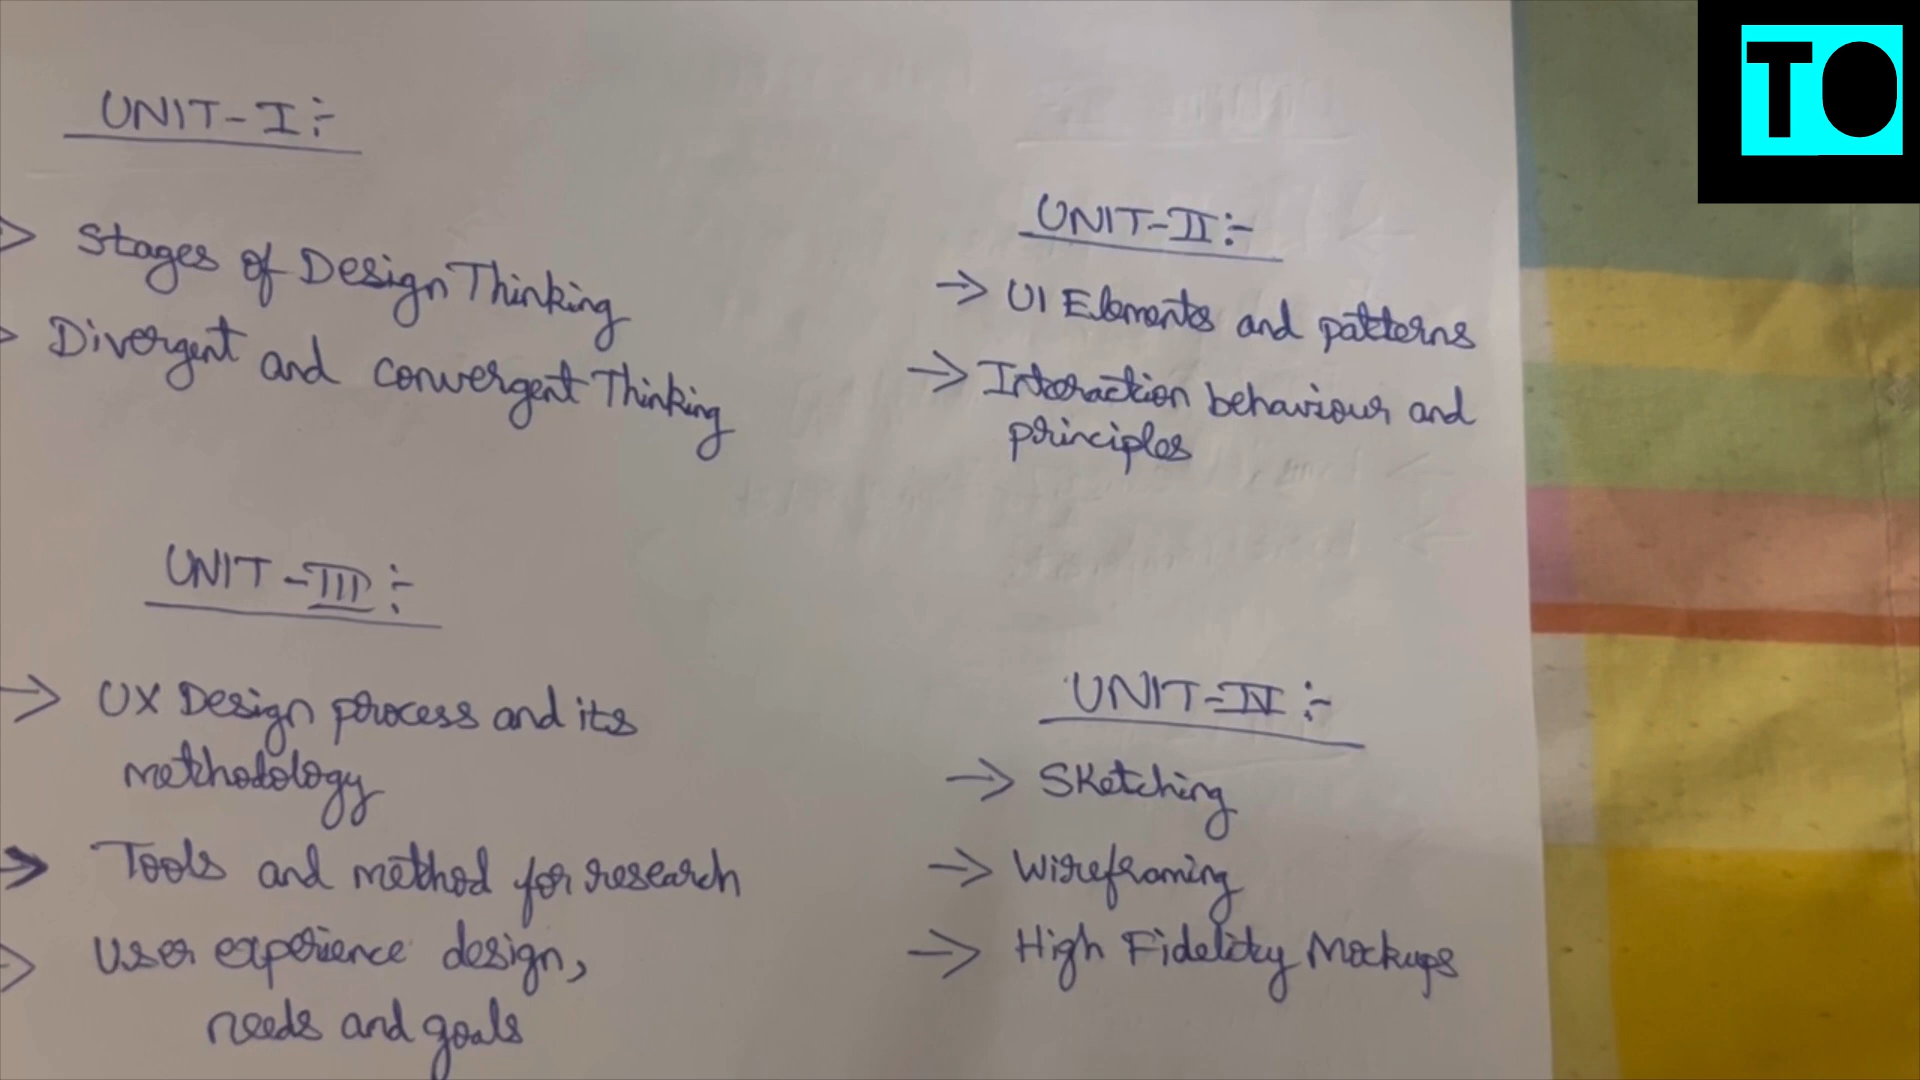 TO
UNIT-I:-
Stages of Design Thinking
Divergent and convergent Thinking
UNIT-II:-
→ UI Elements and patterns
→ Interaction behaviour and
principles
UNIT-III:-
→ UX Design process and its
methodology
→ Tools and method for research
User experience design,
needs and goals
UNIT-IV:-
→ Sketching
→ Wireframing
→ High Fidelity Mockups